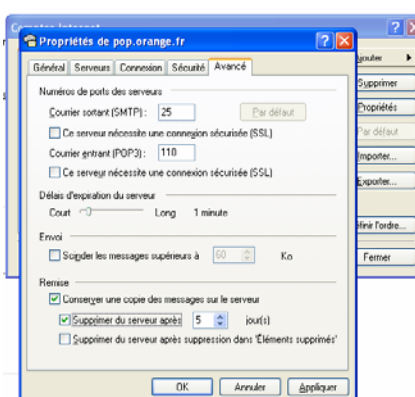 Comptes Internet
Propriétés de pop.orange.fr
Général Serveurs Connexion Sécurité Avancé
Numéros de ports des serveurs
Courrier sortant (SMTP) : 25 Par défaut
Ce serveur nécessite une connexion sécurisée (SSL)
Courrier entrant (POP3) : 110
Ce serveur nécessite une connexion sécurisée (SSL)
Délais d'expiration du serveur
Court Long 1 minute
Envoi
Scinder les messages supérieurs à 60 Ko
Remise
Conserver une copie des messages sur le serveur
Supprimer du serveur après 5 jour(s)
Supprimer du serveur après suppression dans 'Éléments supprimés'
OK Annuler Appliquer
Supprimer
Propriétés
Par défaut
Importer...
Exporter...
l'ordre...
Fermer